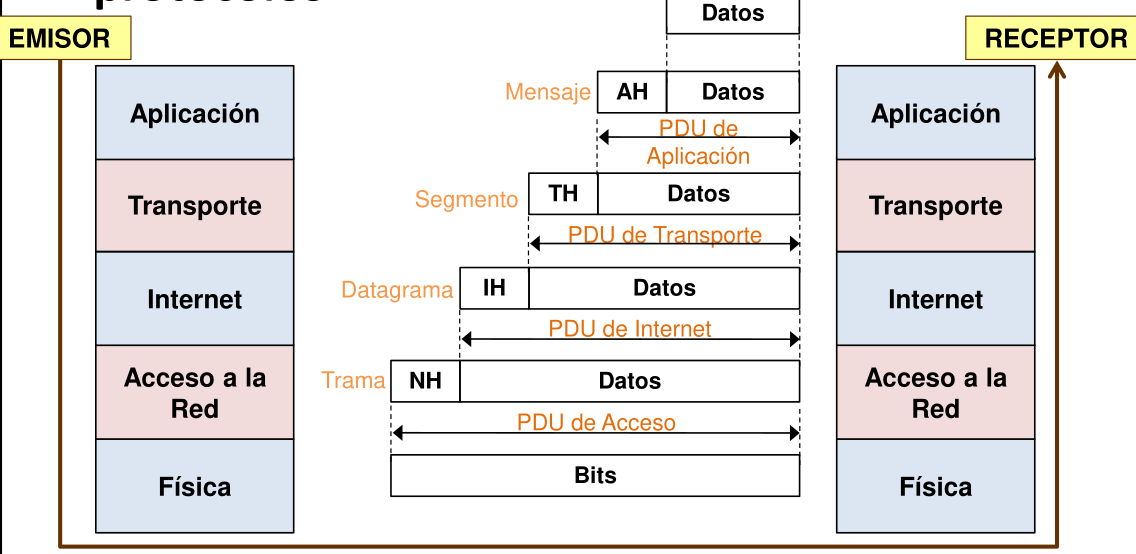 protocolos
Datos
EMISOR
RECEPTOR
Aplicación
Mensaje
AH
Datos
Aplicación
PDU de
Aplicación
Transporte
Segmento
TH
Datos
Transporte
PDU de Transporte
Internet
Datagrama
IH
Datos
Internet
PDU de Internet
Acceso a la
Red
Trama
NH
Datos
Acceso a la
Red
PDU de Acceso
Física
Bits
Física